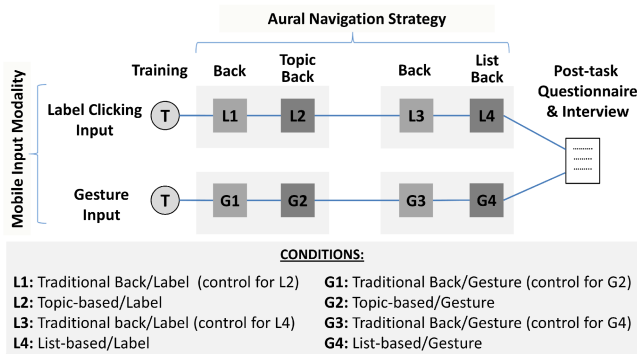 Aural Navigation Strategy
Training
Back
Topic
Back
Back
List
Back
Post-task
Questionnaire
& Interview
Mobile Input Modality
Label Clicking
Input
T
L1
L2
L3
L4
Gesture
Input
T
G1
G2
G3
G4
CONDITIONS:
L1: Traditional Back/Label (control for L2)
L2: Topic-based/Label
L3: Traditional back/Label (control for L4)
L4: List-based/Label
G1: Traditional Back/Gesture (control for G2)
G2: Topic-based/Gesture
G3: Traditional Back/Gesture (control for G4)
G4: List-based/Gesture